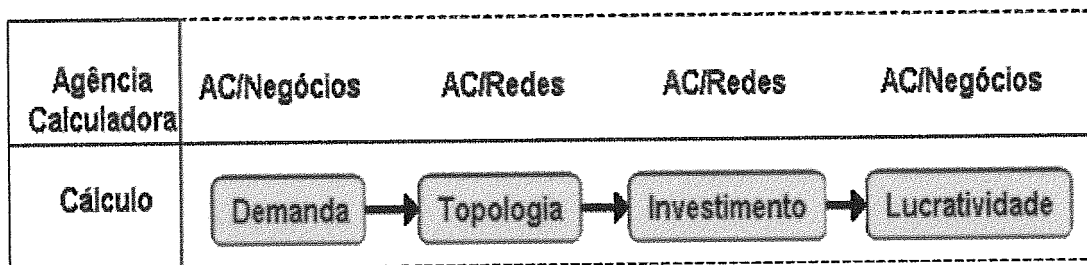 Agência
Calculadora
AC/Negócios AC/Redes AC/Redes AC/Negócios
Cálculo
Demanda Topologia Investimento Lucratividade